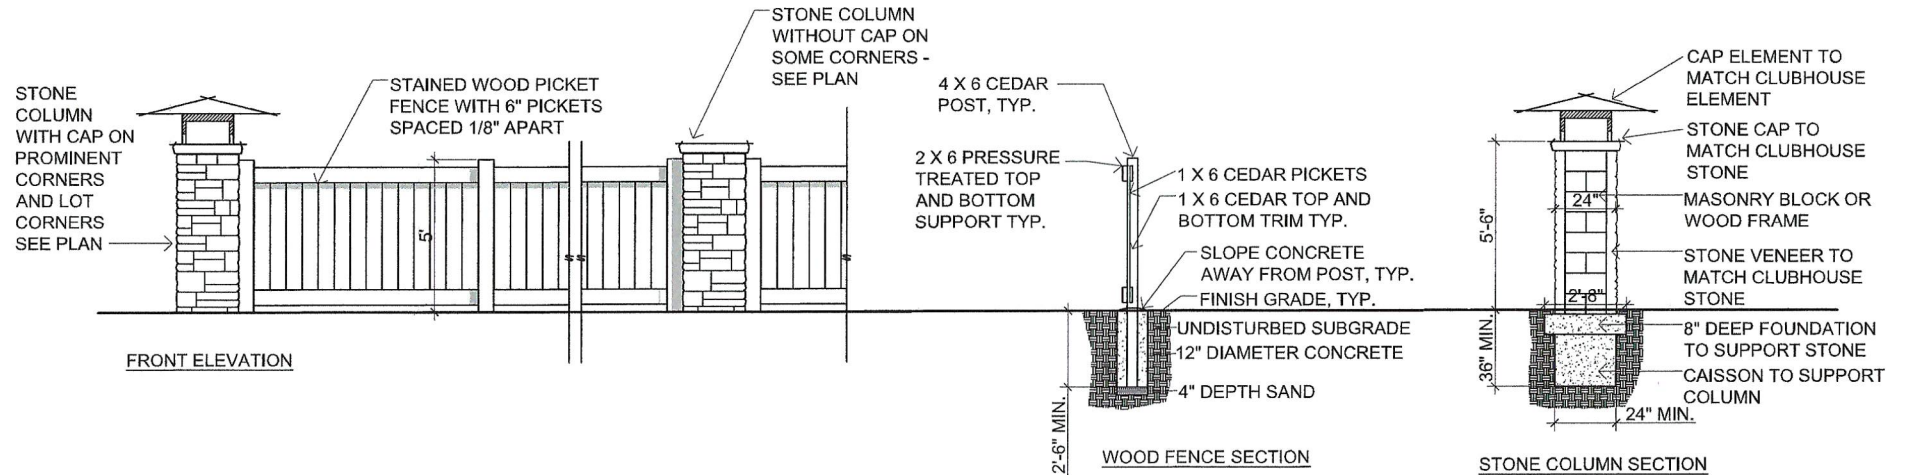 STONE
COLUMN
WITH CAP ON
PROMINENT
CORNERS
AND LOT
CORNERS
SEE PLAN
STAINED WOOD PICKET
FENCE WITH 6" PICKETS
SPACED 1/8" APART
STONE COLUMN
WITHOUT CAP ON
SOME CORNERS -
SEE PLAN
5'
FRONT ELEVATION
4 X 6 CEDAR
POST, TYP.
2 X 6 PRESSURE
TREATED TOP
AND BOTTOM
SUPPORT TYP.
1 X 6 CEDAR PICKETS
1 X 6 CEDAR TOP AND
BOTTOM TRIM TYP.
SLOPE CONCRETE
AWAY FROM POST, TYP.
FINISH GRADE, TYP.
UNDISTURBED SUBGRADE
12" DIAMETER CONCRETE
4" DEPTH SAND
2'-6" MIN.
WOOD FENCE SECTION
CAP ELEMENT TO
MATCH CLUBHOUSE
ELEMENT
STONE CAP TO
MATCH CLUBHOUSE
STONE
MASONRY BLOCK OR
WOOD FRAME
STONE VENEER TO
MATCH CLUBHOUSE
STONE
8" DEEP FOUNDATION
TO SUPPORT STONE
CAISSON TO SUPPORT
COLUMN
5'-6"
24"
2'-8"
36" MIN.
24" MIN.
STONE COLUMN SECTION